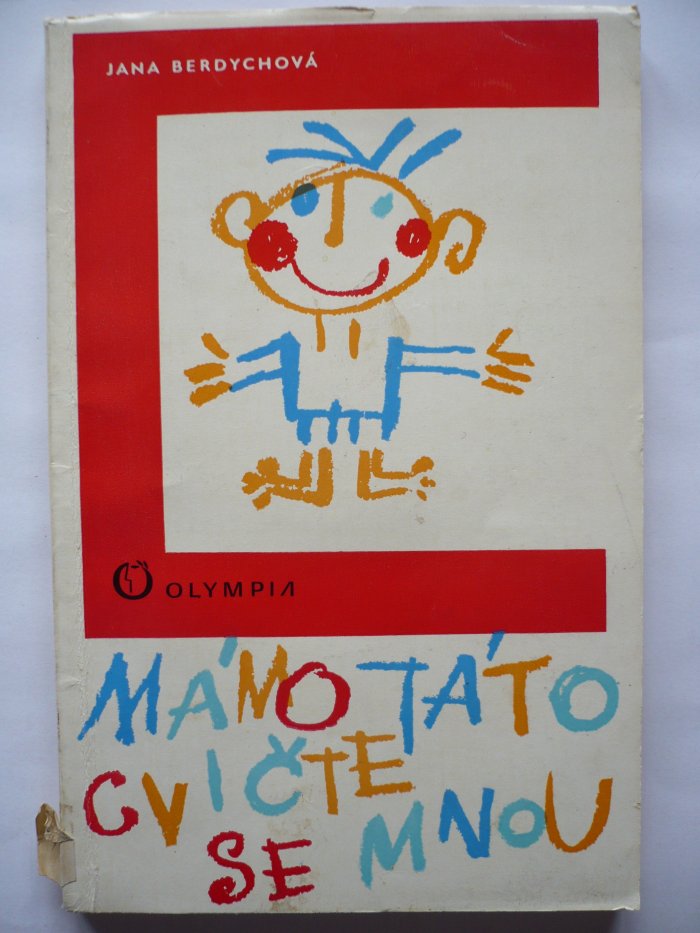 JANA BERDYCHOVÁ
OLYMPIA
MÁMO TÁTO
CVIČTE
SE MNOU